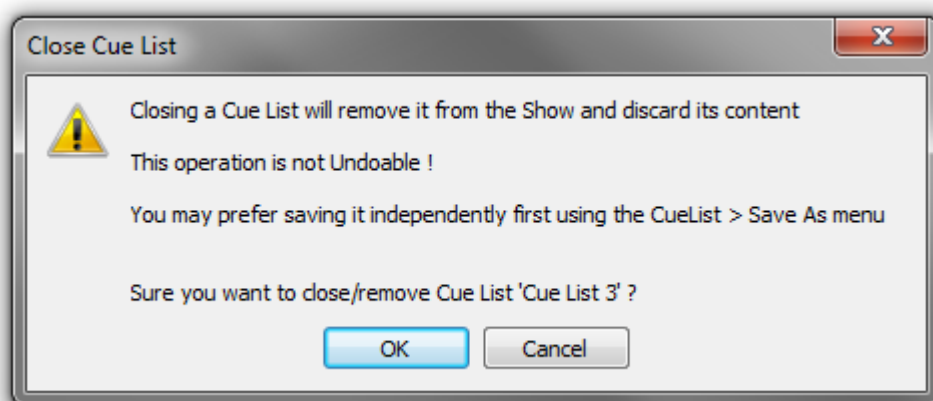 Close Cue List
Closing a Cue List will remove it from the Show and discard its content
This operation is not Undoable !
You may prefer saving it independently first using the CueList > Save As menu
Sure you want to close/remove Cue List 'Cue List 3' ?
OK
Cancel